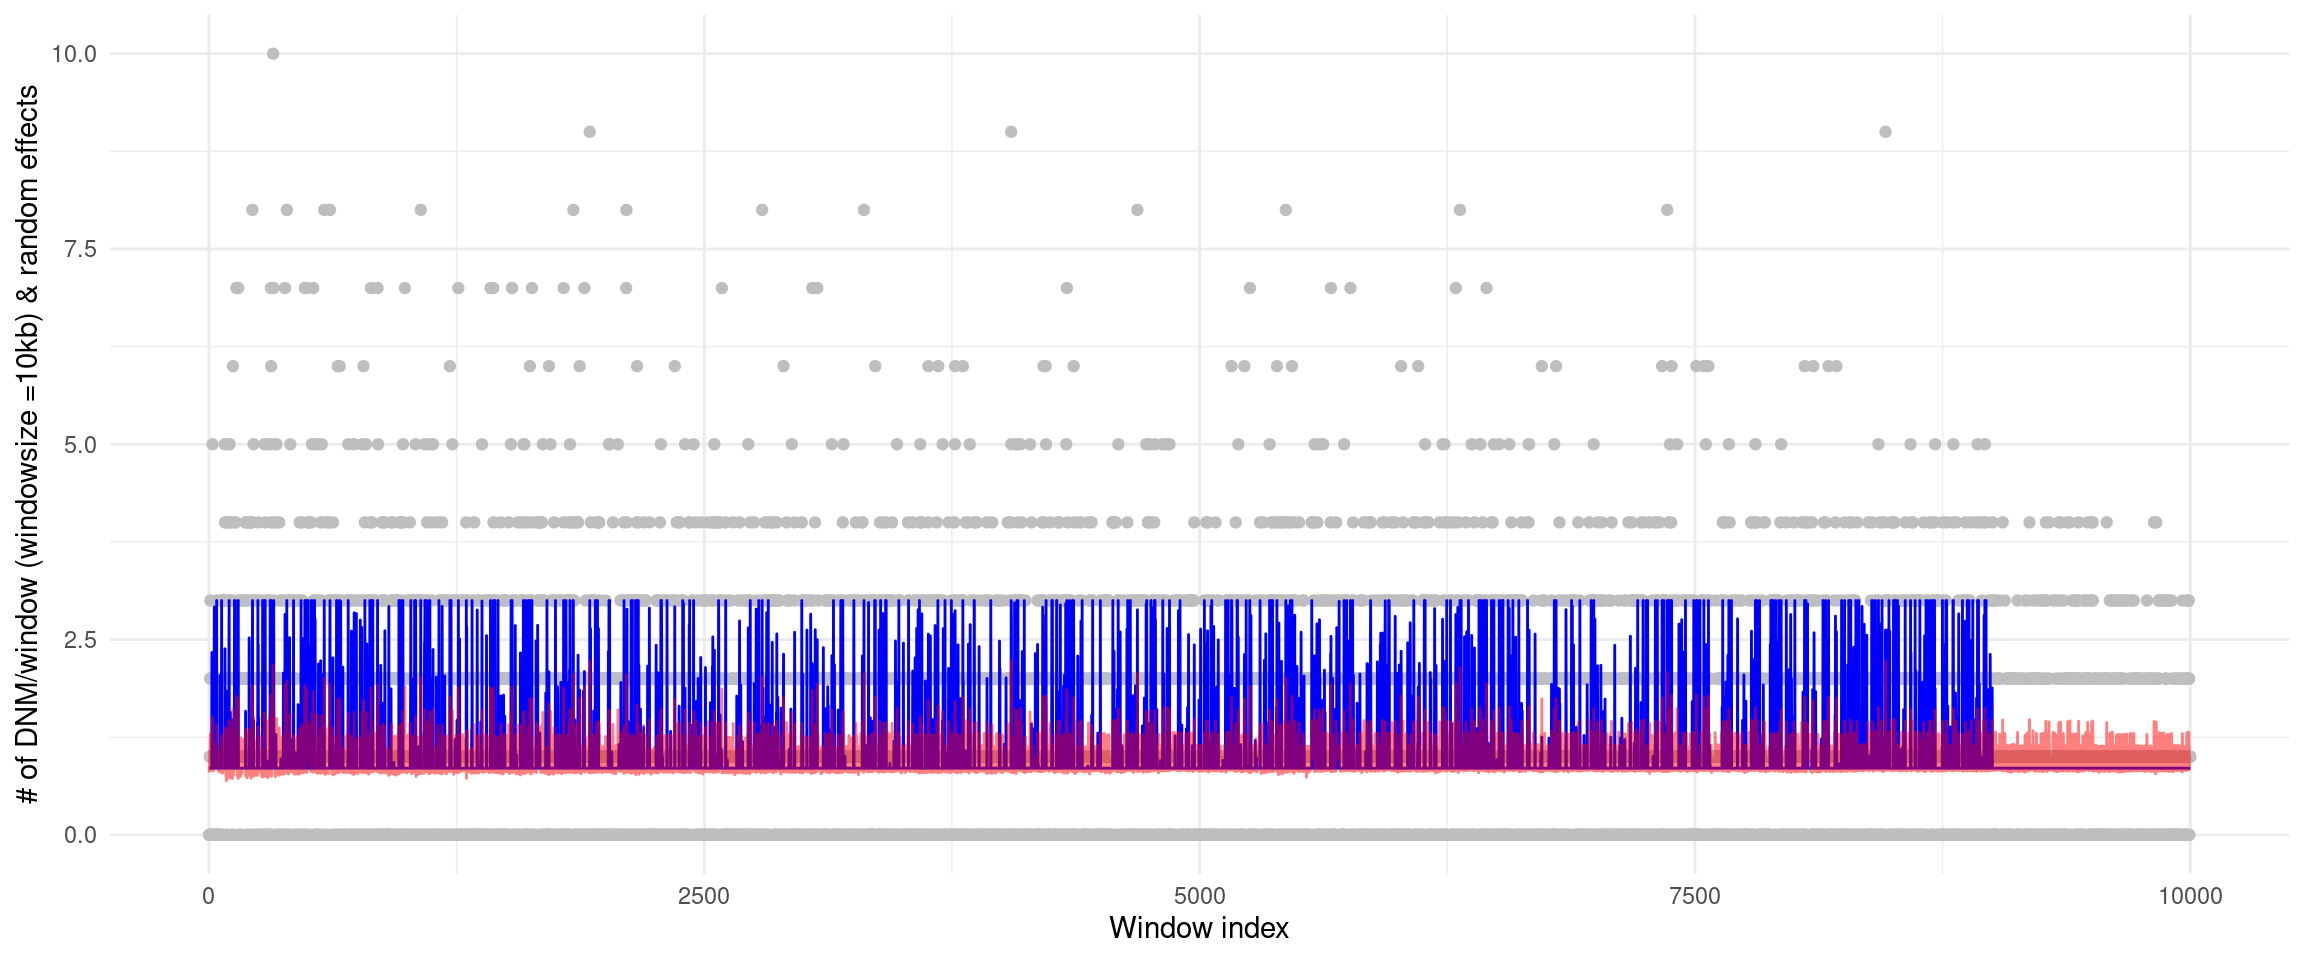 # of DNM/window (windowsize =10kb) & random effects
10.0
7.5
5.0
2.5
0.0
0 2500 5000 7500 10000
Window index